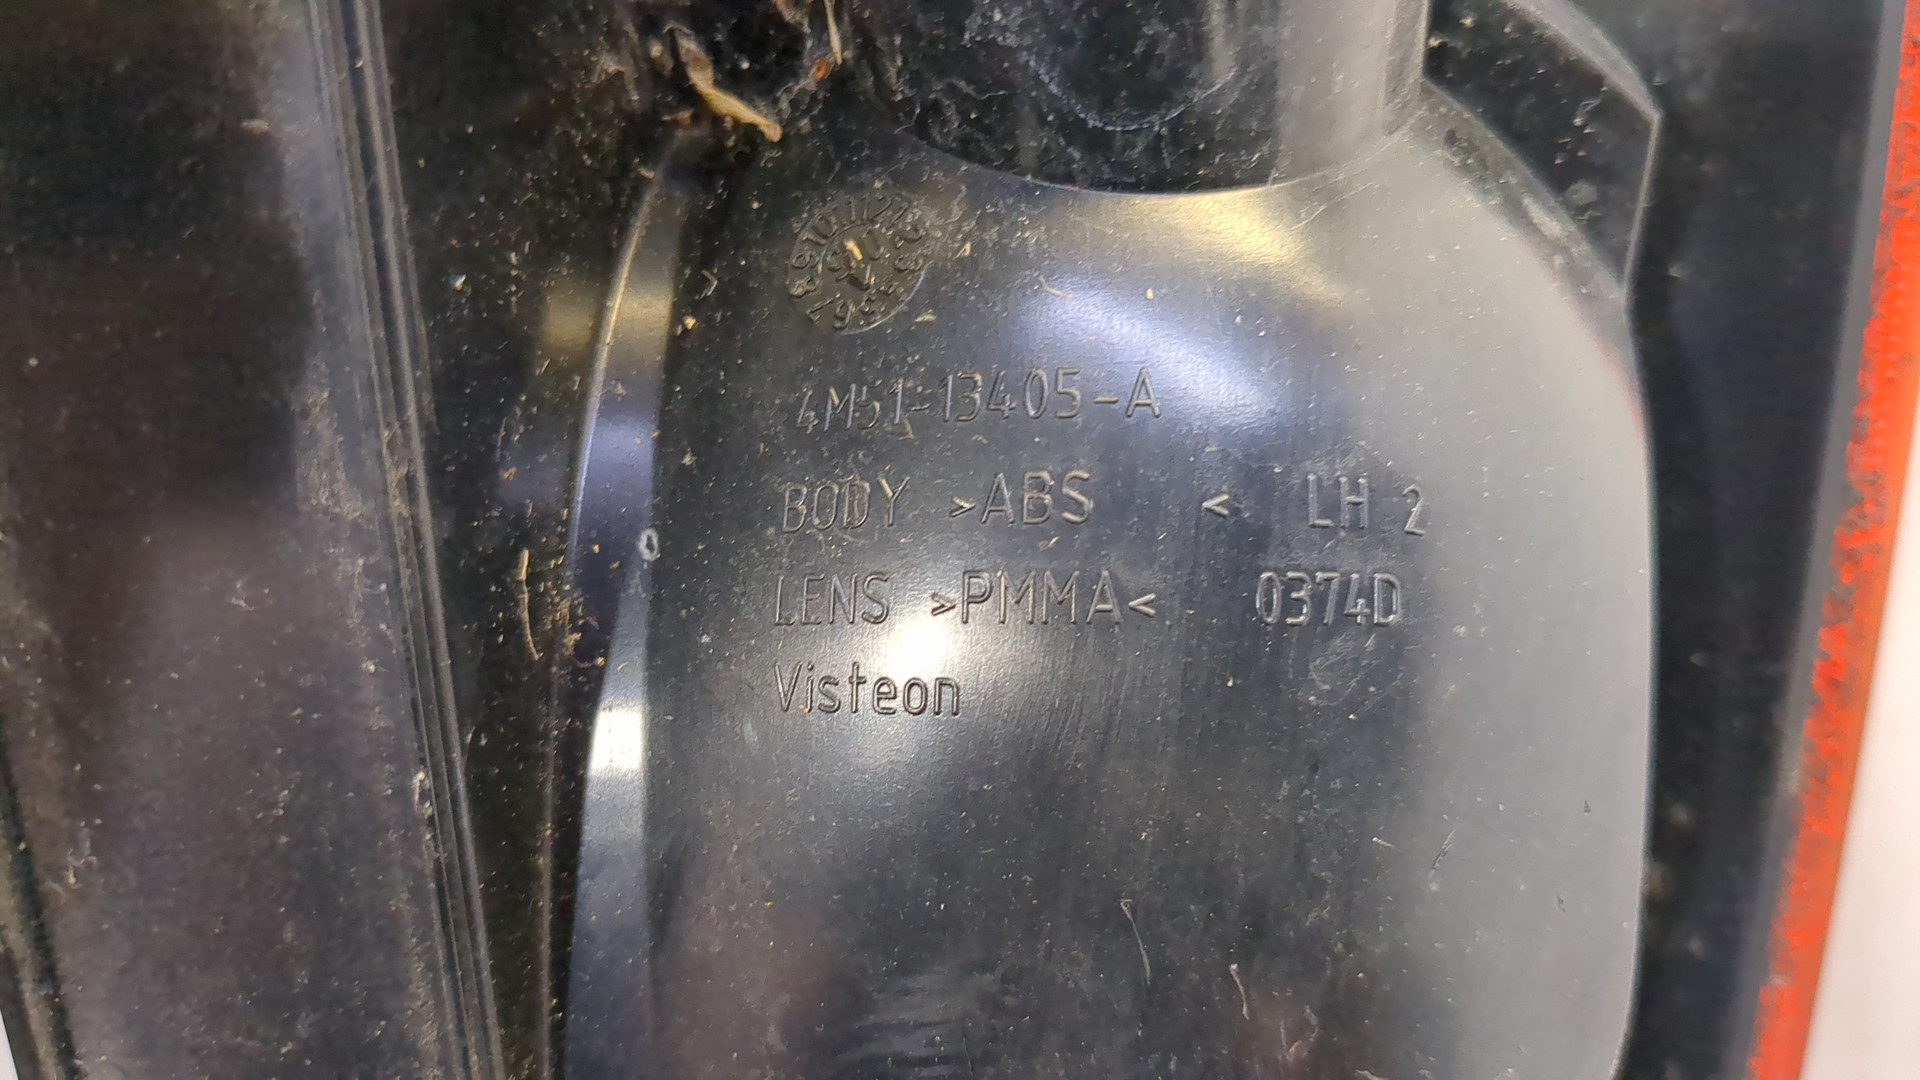 4M51-13405-A
BODY >ABS < LH 2
LENS >PMMA< 0374D
Visteon